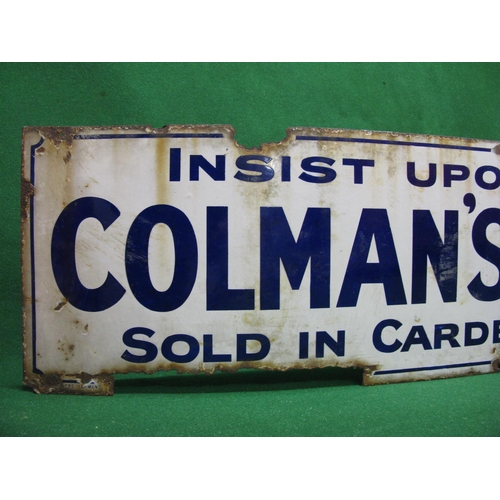 INSIST UPO
COLMAN'S
SOLD IN CARDE